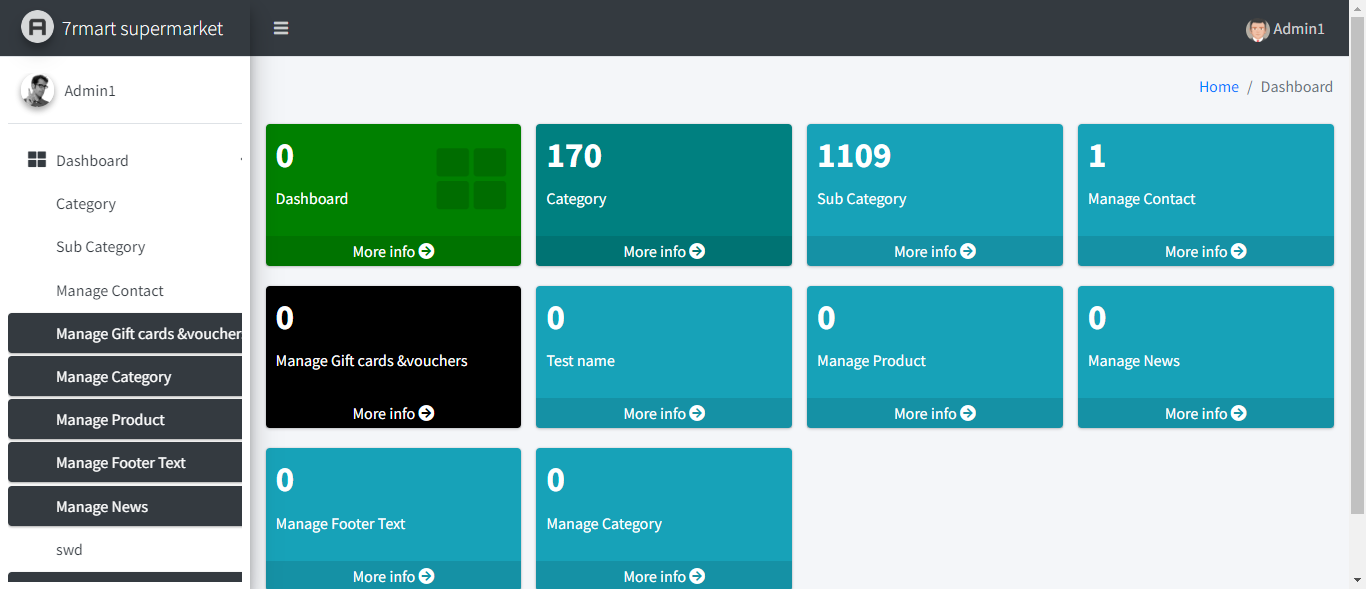 7rmart supermarket
Admin1
Admin1
Home / Dashboard
Dashboard
Category
Sub Category
Manage Contact
Manage Gift cards &voucher
Manage Category
Manage Product
Manage Footer Text
Manage News
swd
0
Dashboard
More info
170
Category
More info
1109
Sub Category
More info
1
Manage Contact
More info
0
Manage Gift cards &vouchers
More info
0
Test name
More info
0
Manage Product
More info
0
Manage News
More info
0
Manage Footer Text
More info
0
Manage Category
More info